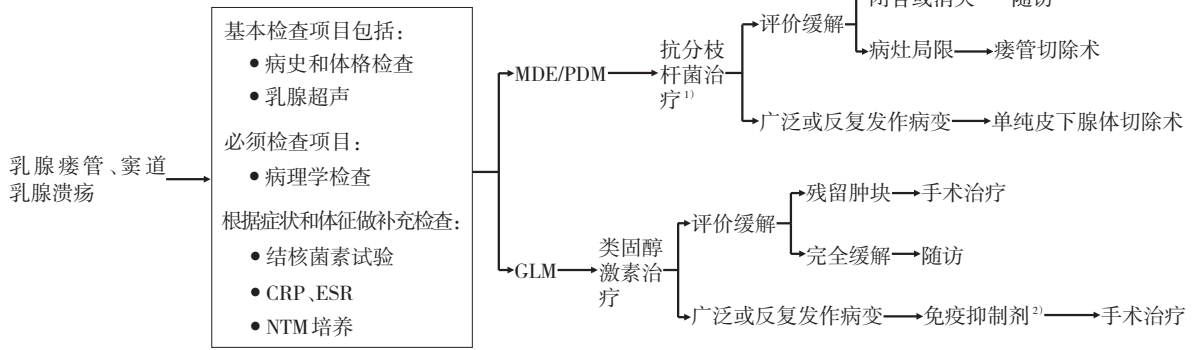 基本检查项目包括：
● 病史和体格检查
● 乳腺超声
必须检查项目：
● 病理学检查
根据症状和体征做补充检查：
● 结核菌素试验
● CRP、ESR
● NTM 培养
乳腺瘘管、窦道
乳腺溃疡
MDE/PDM
抗分枝
杆菌治
疗1)
评价缓解
随访
病灶局限
瘘管切除术
广泛或反复发作病变
单纯皮下腺体切除术
GLM
类固醇
激素治
疗
评价缓解
残留肿块
手术治疗
完全缓解
随访
广泛或反复发作病变
免疫抑制剂2)
手术治疗